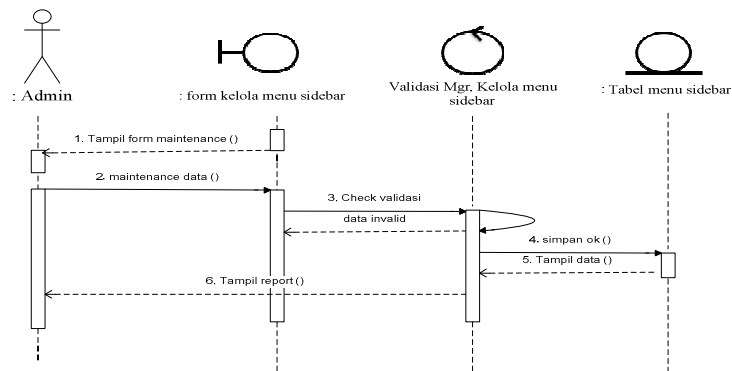 : Admin
: form kelola menu sidebar
Validasi Mgr. Kelola menu
sidebar
: Tabel menu sidebar
1. Tampil form maintenance ()
2. maintenance data ()
3. Check validasi
data invalid
4. simpan ok ()
5. Tampil data ()
6. Tampil report ()